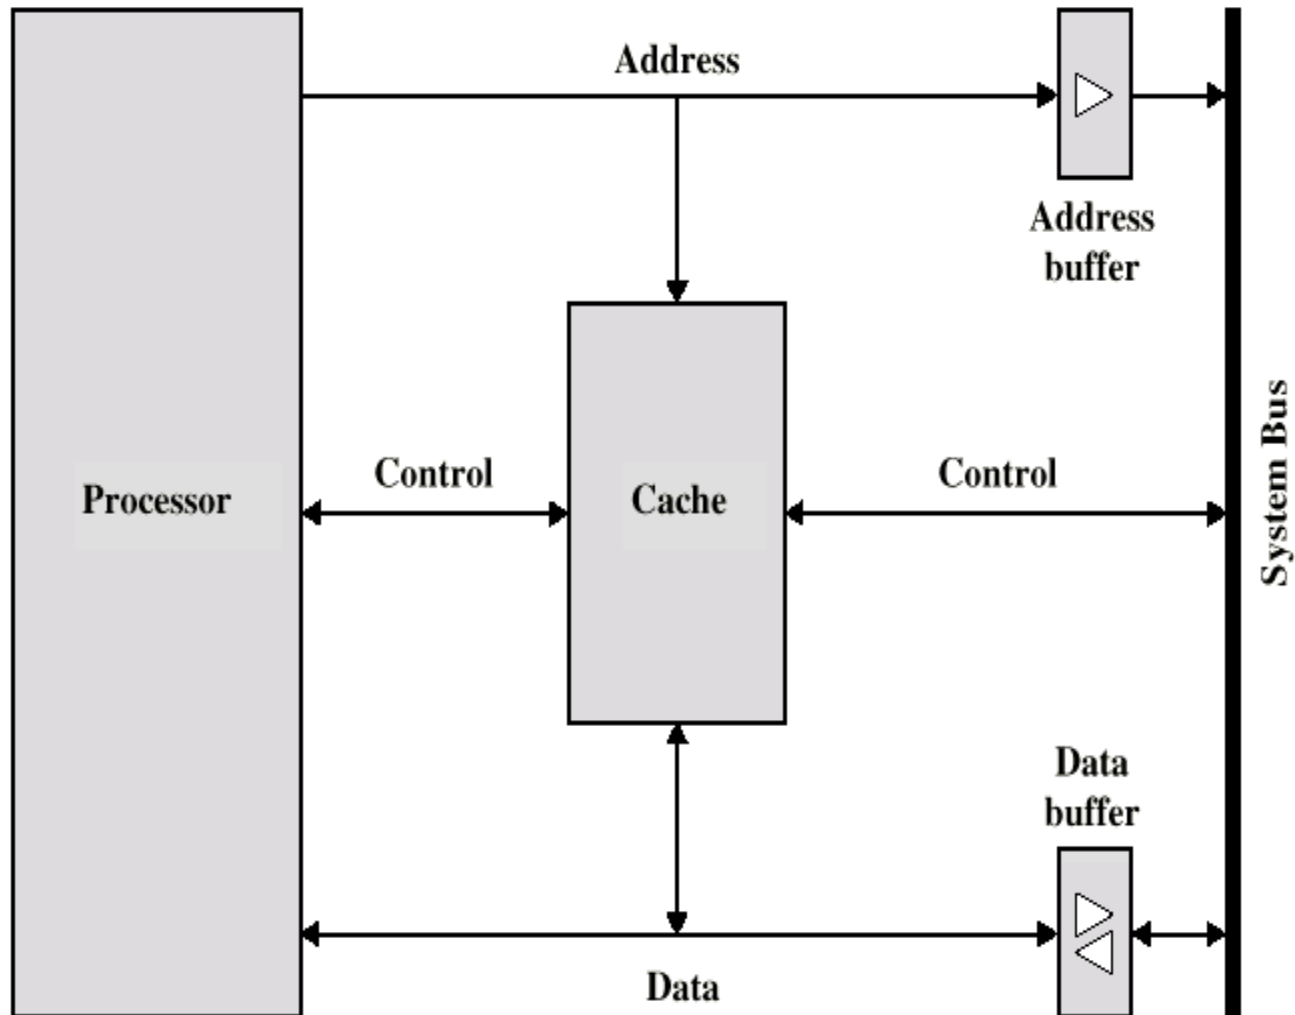 Address
Address
buffer
Control
Control
Processor
Cache
System Bus
Data
buffer
Data